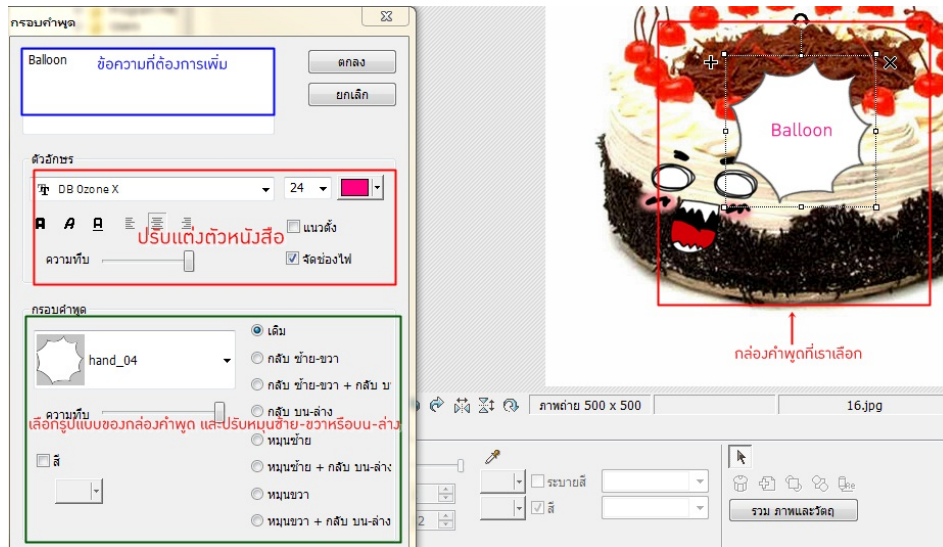 กรอบคำพูด
Balloon
ข้อความที่ต้องการเพิ่ม
ตกลง
ยกเลิก
ตัวอักษร
DB Ozone X
24
A A A
ปรับแต่งตัวหนังสือ
แนวตั้ง
ความทึบ
จัดช่องไฟ
กรอบคำพูด
hand_04
เดิม
กลับ ซ้าย-ขวา
กลับ ซ้าย-ขวา + กลับ บ
กลับ บน-ล่าง
ความทึบ
เลือกรูปแบบของกล่องคำพูด และปรับหมุนซ้าย-ขวาหรือบน-ล่าง
หมุนซ้าย
สี
หมุนซ้าย + กลับ บน-ล่าง
หมุนขวา
หมุนขวา + กลับ บน-ล่าง
Balloon
กล่องคำพูดที่เราเลือก
ภาพถ่าย 500 x 500
16.jpg
ระบายสี
สี
2
รวม ภาพและวัตถุ